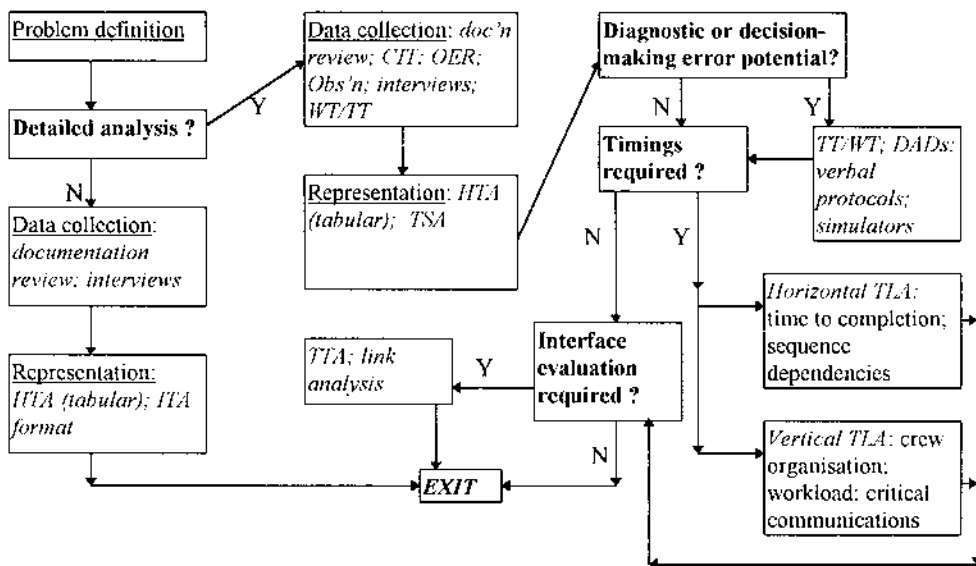 Problem definition
Detailed analysis ?
Y
N
Data collection:
documentation
review; interviews
Representation:
HTA (tabular); ITA
format
Data collection: doc'n
review; CIT; OER;
Obs'n; interviews;
WT/TT
Representation: HTA
(tabular); TSA
Diagnostic or decision-
making error potential?
N
Y
Timings
required ?
TT/WT; DADs:
verbal
protocols;
simulators
N
Y
Horizontal TLA:
time to completion;
sequence
dependencies
Interface
evaluation
required ?
Y
TTA; link
analysis
N
EXIT
Vertical TLA: crew
organisation;
workload: critical
communications